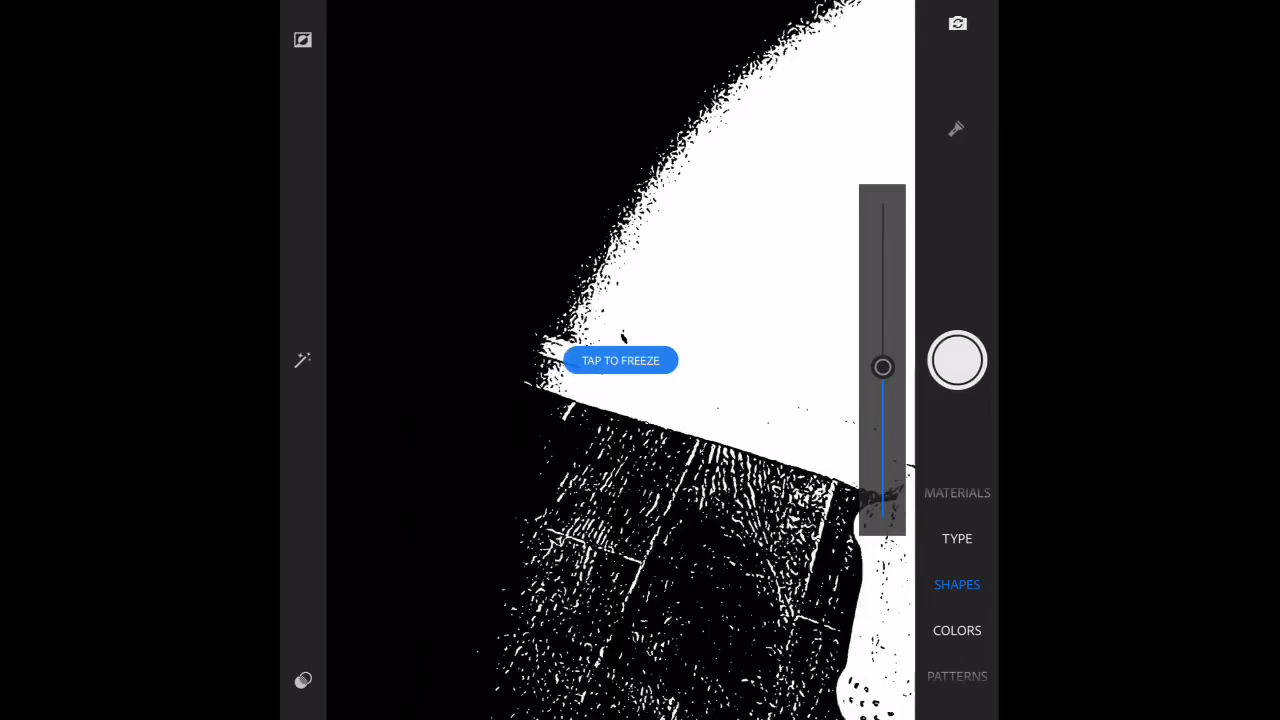 TAP TO FREEZE
MATERIALS
TYPE
SHAPES
COLORS
PATTERNS